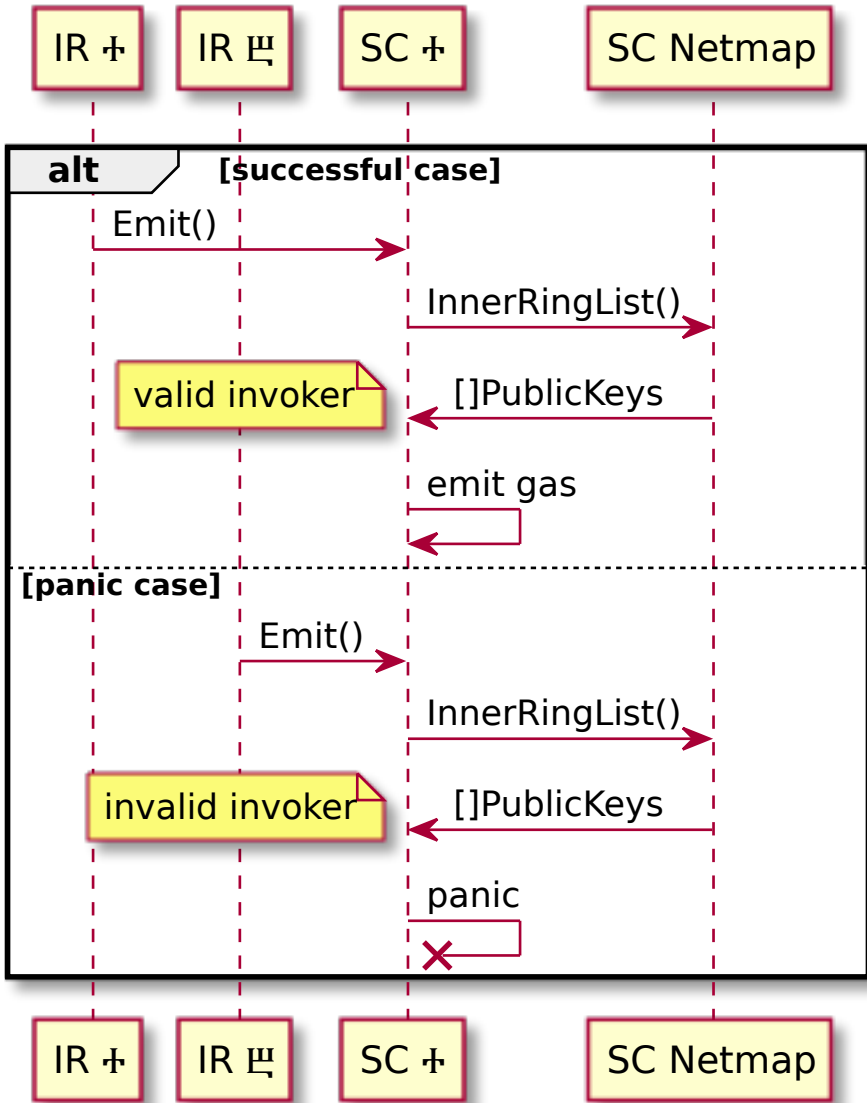 IR Ⰰ
IR Ⰱ
SC Ⰰ
SC Netmap
alt
[successful case]
Emit()
InnerRingList()
valid invoker
[]PublicKeys
emit gas
[panic case]
Emit()
InnerRingList()
invalid invoker
[]PublicKeys
panic
IR Ⰰ
IR Ⰱ
SC Ⰰ
SC Netmap